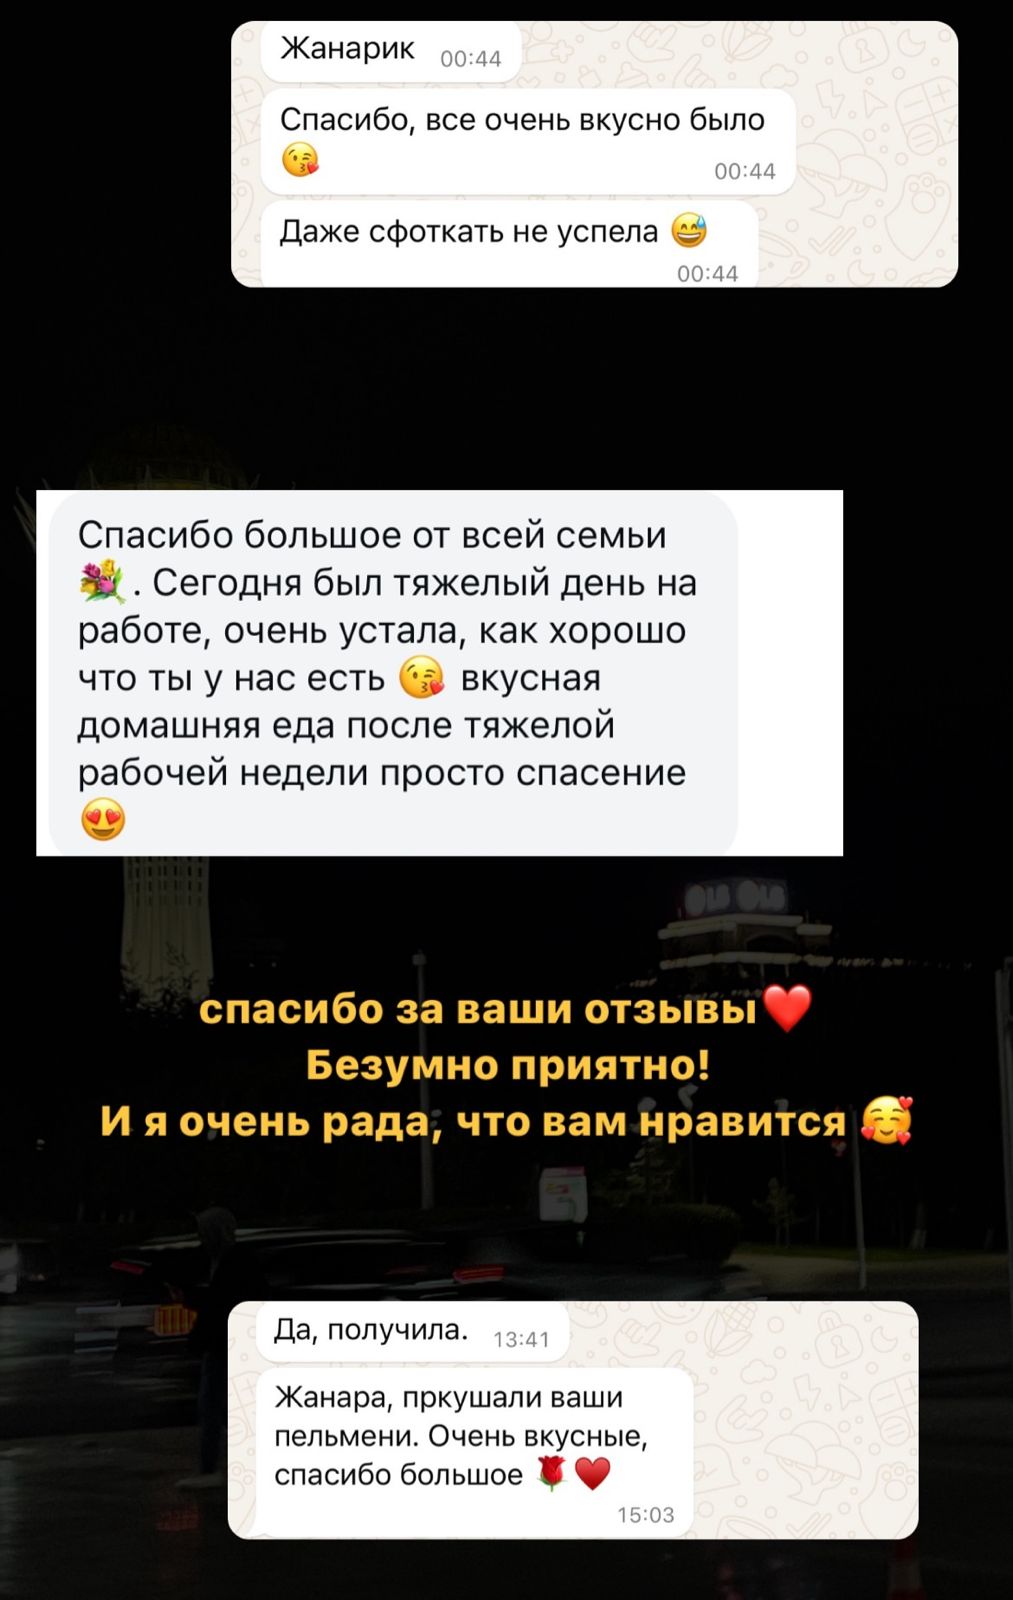 Жанарик 00:44
Спасибо, все очень вкусно было
😘 00:44
Даже сфоткать не успела 😅
00:44
Спасибо большое от всей семьи
💐. Сегодня был тяжелый день на
работе, очень устала, как хорошо
что ты у нас есть 😘 вкусная
домашняя еда после тяжелой
рабочей недели просто спасение
😍
спасибо за ваши отзывы❤️
Безумно приятно!
И я очень рада, что вам нравится 🥰
Да, получила. 13:41
Жанара, пркушали ваши
пельмени. Очень вкусные,
спасибо большое 🌹♥️
15:03